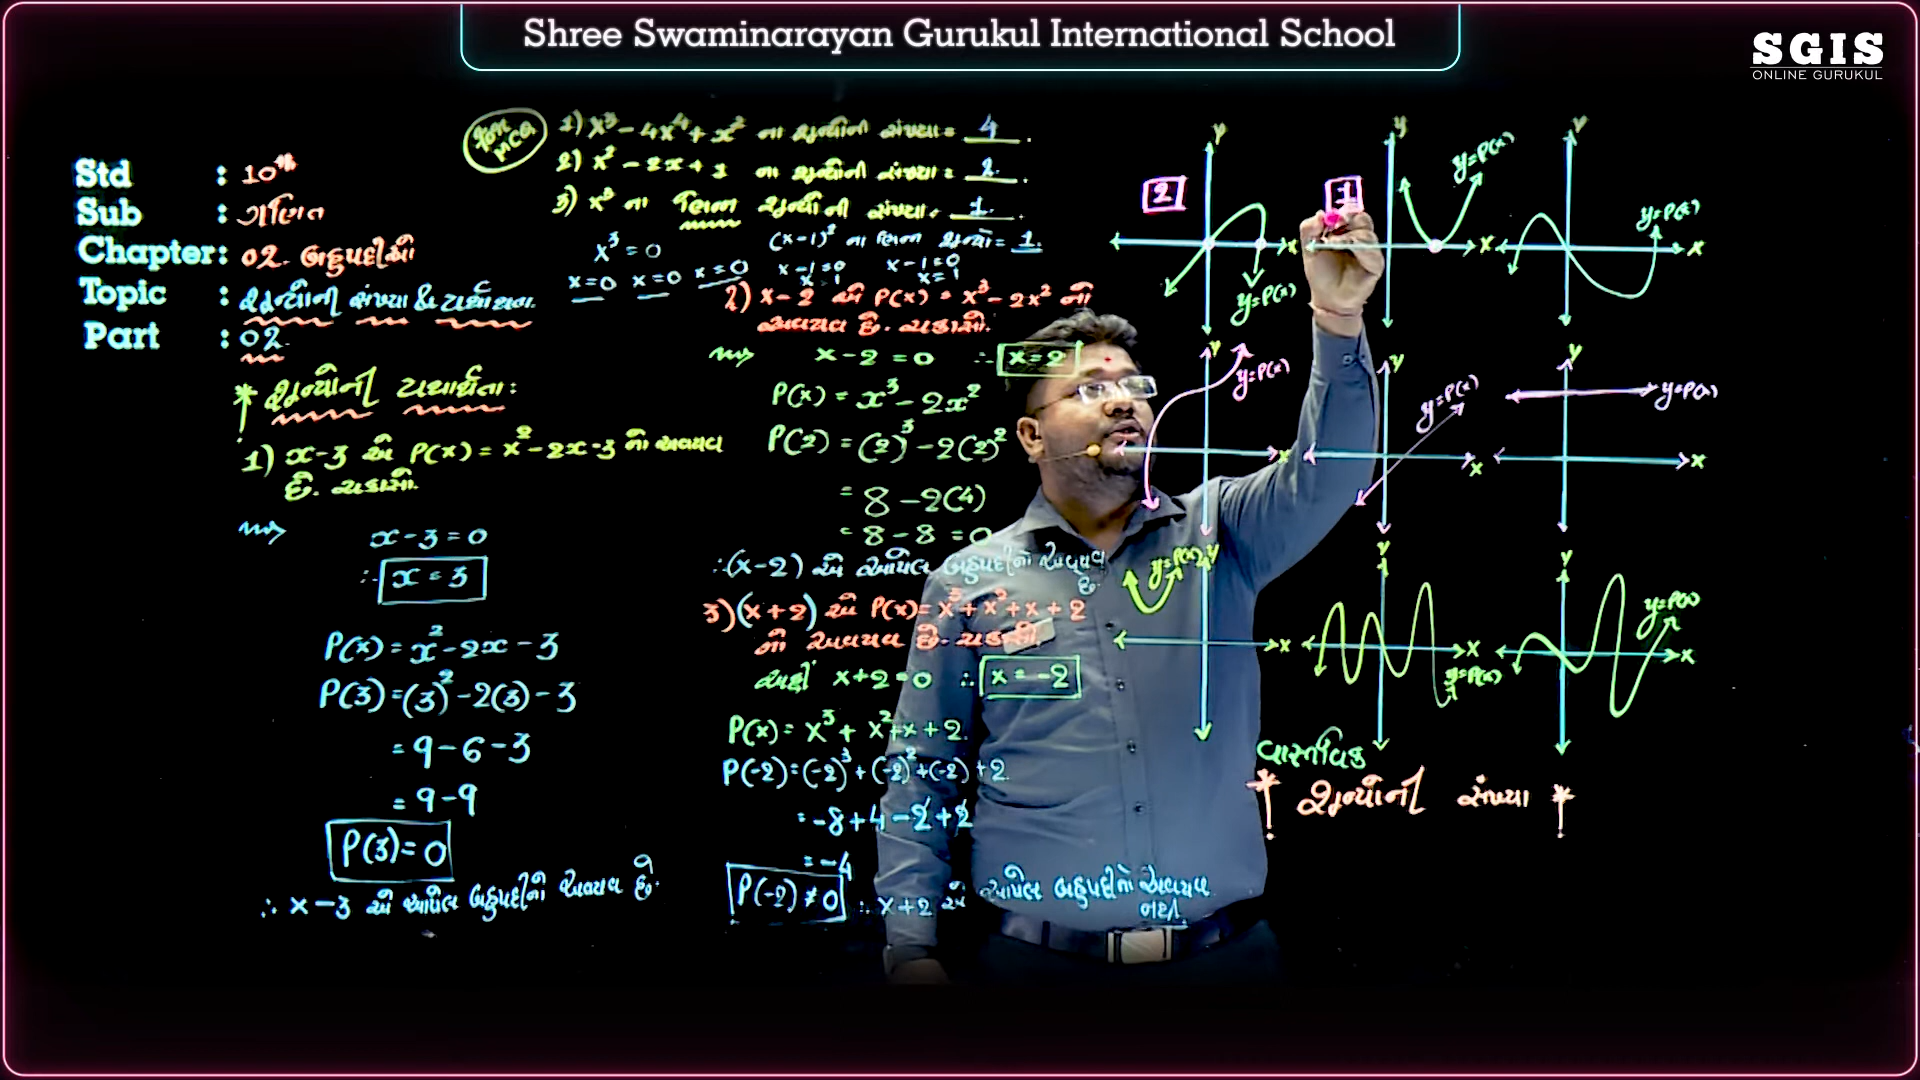 Shree Swaminarayan Gurukul International School
SGIS
ONLINE GURUKUL
Std : 10th
Sub : ગણિત
Chapter : 02. બહુપદીઓ
Topic : શૂન્યોની સંખ્યા & યથાર્થતા.
Part : 02.
MCQ
1) x³ - 4x⁴ + x² ના શૂન્યોની સંખ્યા = 4.
2) x² - 2x + 1 ના શૂન્યોની સંખ્યા = 2.
3) x³ ના ભિન્ન શૂન્યોની સંખ્યા = 1.
x³ = 0
x=0 x=0 x=0
(x-1)² ના ભિન્ન શૂન્યો = 1.
x-1=0 x-1=0
x=1 x=1
* શૂન્યોની યથાર્થતા:
1) x-3 એ P(x) = x² - 2x - 3 નો અવયવ
છે. ચકાસો.
x-3 = 0
∴ x = 3
P(x) = x² - 2x - 3
P(3) = (3)² - 2(3) - 3
= 9-6-3
= 9-9
P(3) = 0
∴ x-3 એ આપેલ બહુપદીનો અવયવ છે.
2) x-2 એ P(x) = x³ - 2x² નો
અવયવ છે. ચકાસો.
x-2 = 0 ∴ x=2
P(x) = x³ - 2x²
P(2) = (2)³ - 2(2)²
= 8 - 2(4)
= 8 - 8 = 0
∴ (x-2) એ આપેલ બહુપદીનો અવયવ
છે.
3) (x+2) એ P(x) = x³ + x² + x + 2
નો અવયવ છે. ચકાસો.
અહીં x+2=0 ∴ x = -2
P(x) = x³ + x² + x + 2.
P(-2) = (-2)³ + (-2)² + (-2) + 2
= -8+4-2+2
= -4
P(-2) ≠ 0 ∴ x+2 એ આપેલ બહુપદીનો અવયવ
નથી.
2
Y
X
y=P(x)
1
Y
X
y=P(x)
Y
X
y=P(x)
Y
X
y=P(x)
Y
X
y=P(x)
Y
X
y=P(x)
Y
X
y=P(x)
Y
X
y=P(x)
Y
X
y=P(x)
વાસ્તવિક
* શૂન્યોની સંખ્યા *